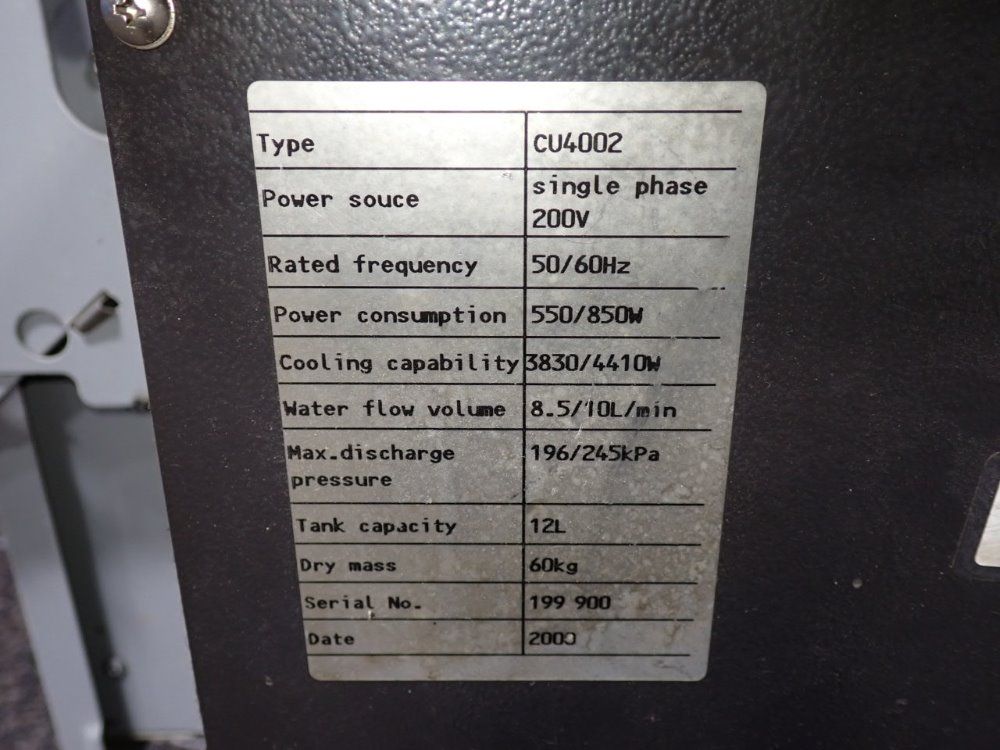 Type CU4002
Power souce single phase
200V
Rated frequency 50/60Hz
Power consumption 550/850W
Cooling capability 3830/4410W
Water flow volume 8.5/10L/min
Max.discharge 196/245kPa
pressure
Tank capacity 12L
Dry mass 60kg
Serial No. 199 900
Date